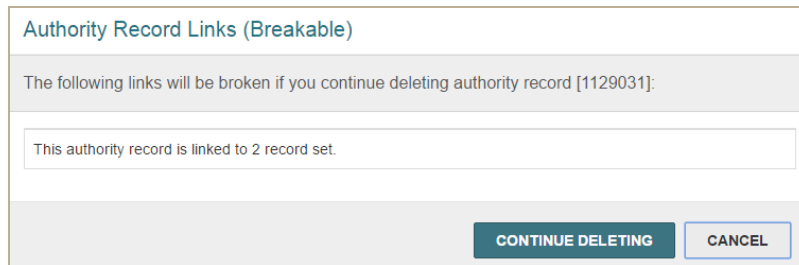 Authority Record Links (Breakable)
The following links will be broken if you continue deleting authority record [1129031]:
This authority record is linked to 2 record set.
CONTINUE DELETING CANCEL